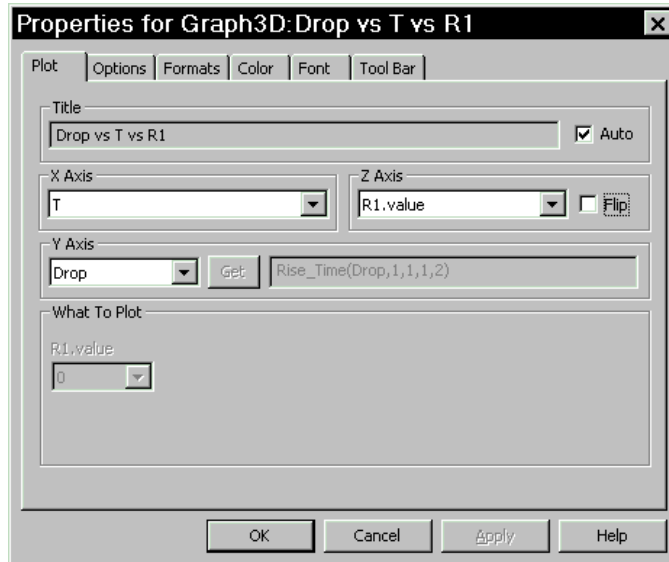 Properties for Graph3D:Drop vs T vs R1
Plot Options Formats Color Font Tool Bar
Title
Drop vs T vs R1 Auto
X Axis Z Axis
T R1.value Flip
Y Axis
Drop Get Rise_Time(Drop,1,1,1,2)
What To Plot
R1.value
0
OK Cancel Apply Help